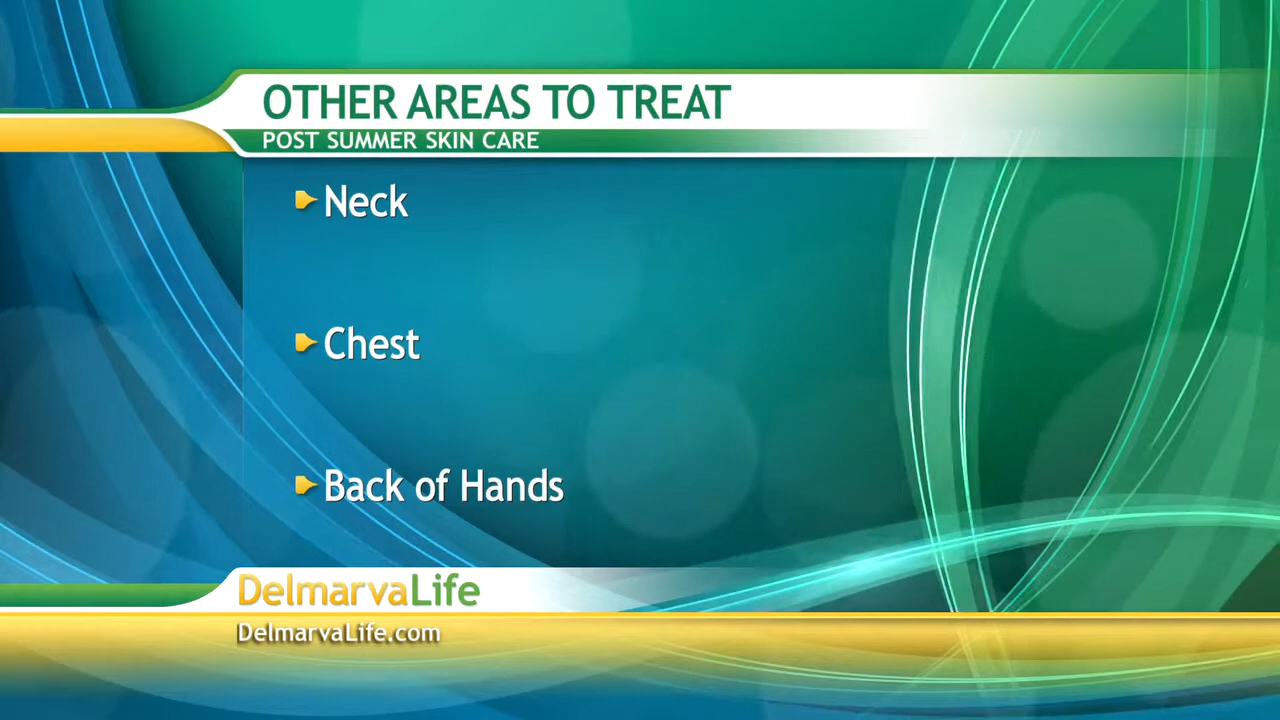 OTHER AREAS TO TREAT
POST SUMMER SKIN CARE
Neck
Chest
Back of Hands
DelmarvaLife
DelmarvaLife.com